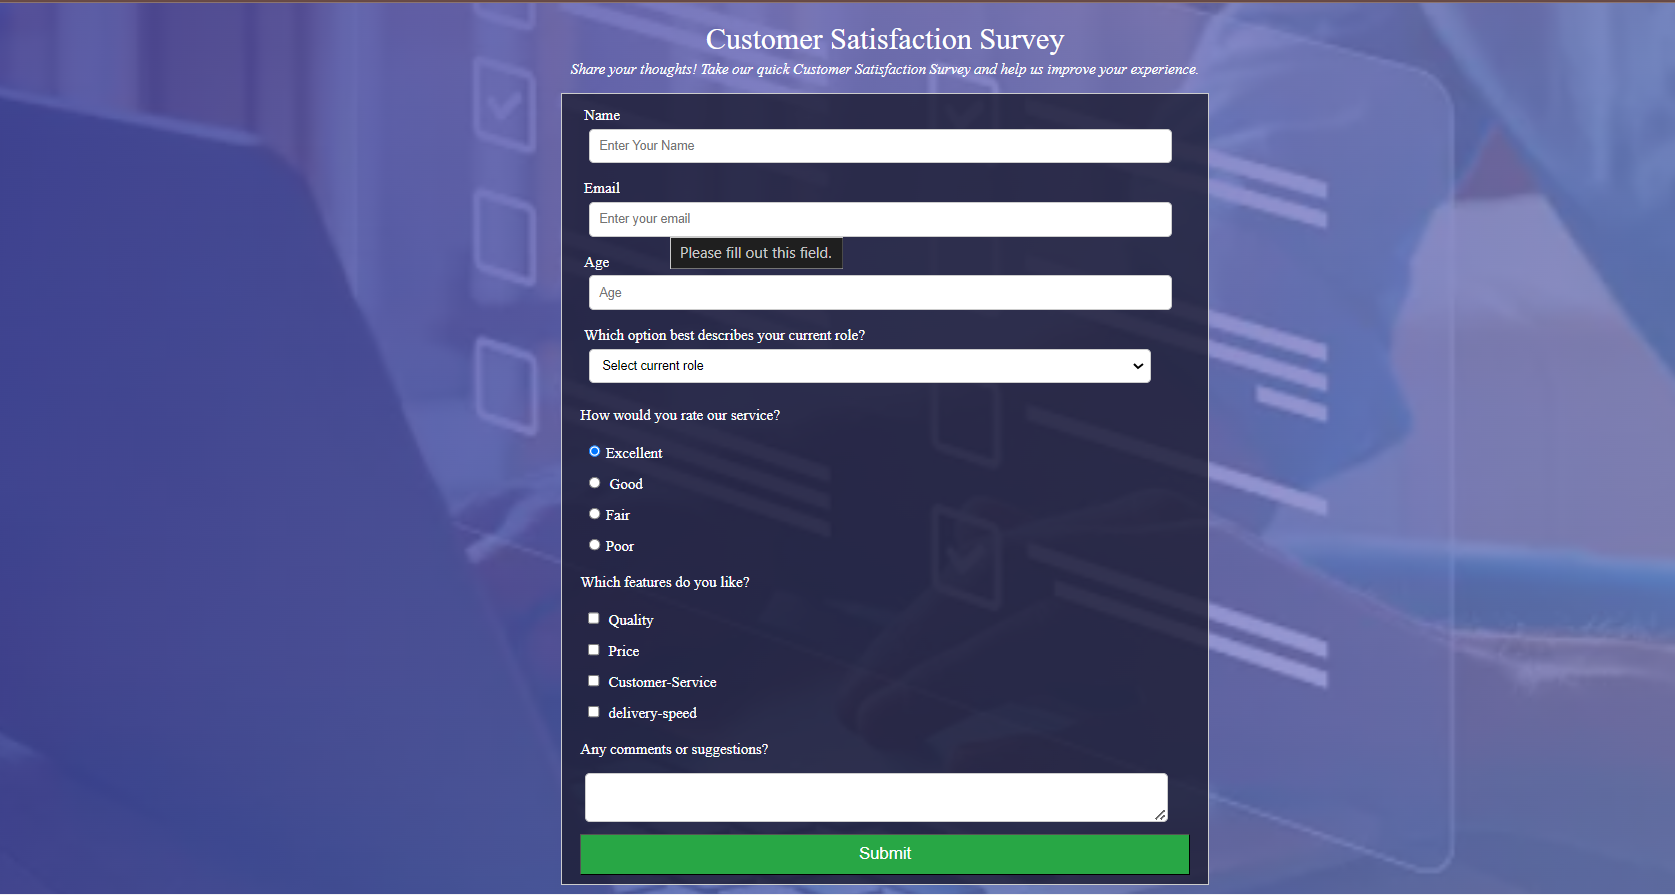 Customer Satisfaction Survey
Share your thoughts! Take our quick Customer Satisfaction Survey and help us improve your experience.
Name
Enter Your Name
Email
Enter your email
Please fill out this field.
Age
Age
Which option best describes your current role?
Select current role
How would you rate our service?
Excellent
Good
Fair
Poor
Which features do you like?
Quality
Price
Customer-Service
delivery-speed
Any comments or suggestions?
Submit